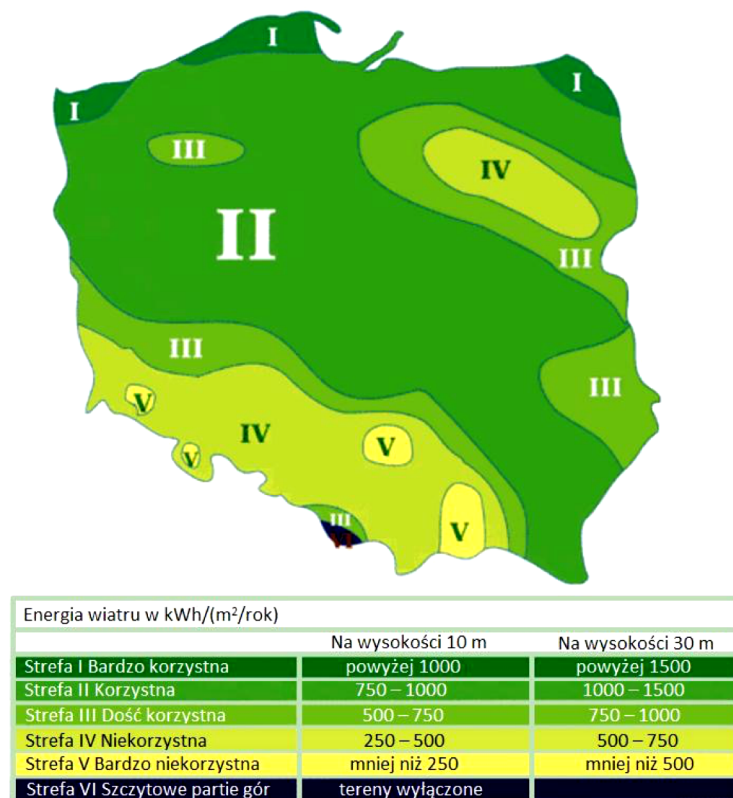 I
I
I
III
IV
II
III
III
III
V
IV
V
V
V
III
VI
Energia wiatru w kWh/(m²/rok)
Na wysokości 10 m Na wysokości 30 m
Strefa I Bardzo korzystna powyżej 1000 powyżej 1500
Strefa II Korzystna 750 – 1000 1000 – 1500
Strefa III Dość korzystna 500 – 750 750 – 1000
Strefa IV Niekorzystna 250 – 500 500 – 750
Strefa V Bardzo niekorzystna mniej niż 250 mniej niż 500
Strefa VI Szczytowe partie gór tereny wyłączone